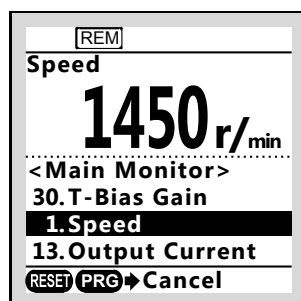 REM
Speed
1450 r/min
<Main Monitor>
30.T-Bias Gain
1.Speed
13.Output Current
RESET PRG➡Cancel